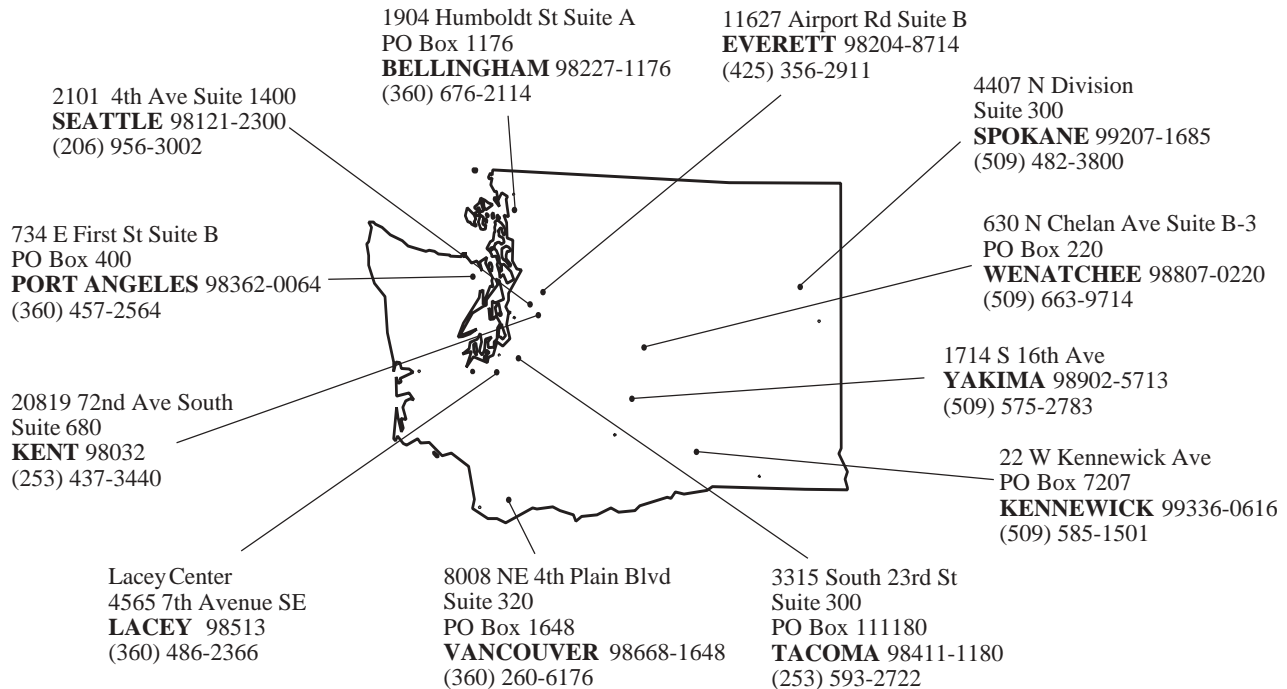 1904 Humboldt St Suite A
PO Box 1176
BELLINGHAM 98227-1176
(360) 676-2114
11627 Airport Rd Suite B
EVERETT 98204-8714
(425) 356-2911
2101 4th Ave Suite 1400
SEATTLE 98121-2300
(206) 956-3002
4407 N Division
Suite 300
SPOKANE 99207-1685
(509) 482-3800
734 E First St Suite B
PO Box 400
PORT ANGELES 98362-0064
(360) 457-2564
630 N Chelan Ave Suite B-3
PO Box 220
WENATCHEE 98807-0220
(509) 663-9714
1714 S 16th Ave
YAKIMA 98902-5713
(509) 575-2783
20819 72nd Ave South
Suite 680
KENT 98032
(253) 437-3440
22 W Kennewick Ave
PO Box 7207
KENNEWICK 99336-0616
(509) 585-1501
Lacey Center
4565 7th Avenue SE
LACEY 98513
(360) 486-2366
8008 NE 4th Plain Blvd
Suite 320
PO Box 1648
VANCOUVER 98668-1648
(360) 260-6176
3315 South 23rd St
Suite 300
PO Box 111180
TACOMA 98411-1180
(253) 593-2722